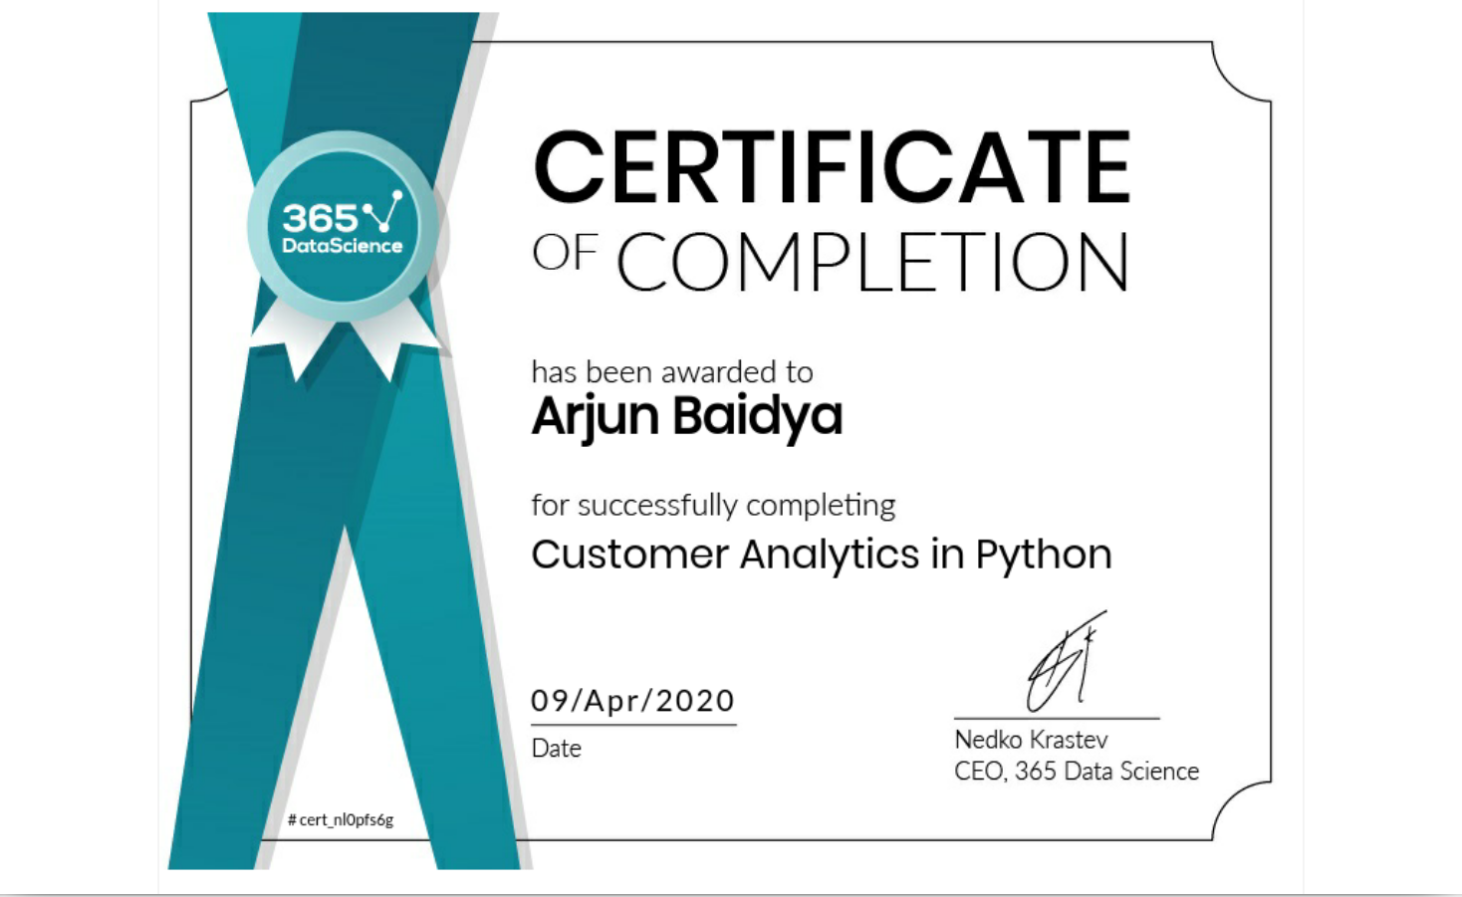 365
DataScience
CERTIFICATE
OF COMPLETION
has been awarded to
Arjun Baidya
for successfully completing
Customer Analytics in Python
09/Apr/2020
Date
Nedko Krastev
CEO, 365 Data Science
# cert_nl0pfs6g